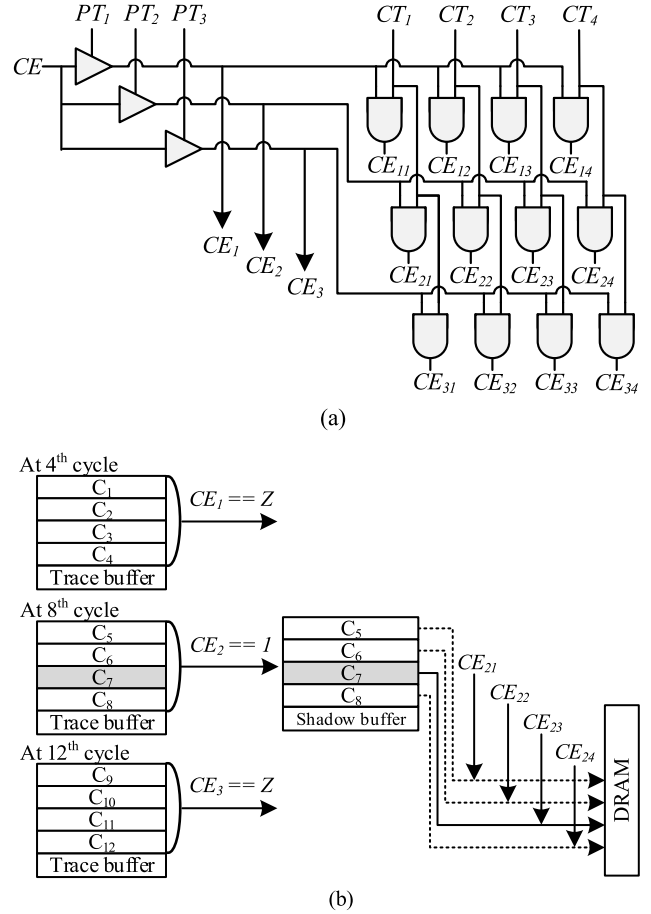 PT1 PT2 PT3 CT1 CT2 CT3 CT4
CE
CE11 CE12 CE13 CE14
CE1 CE2 CE3
CE21 CE22 CE23 CE24
CE31 CE32 CE33 CE34
(a)
At 4th cycle
C1
C2
C3
C4
Trace buffer
CE1 == Z
At 8th cycle
C5
C6
C7
C8
Trace buffer
CE2 == 1
C5
C6
C7
C8
Shadow buffer
CE21
CE22
CE23
CE24
DRAM
At 12th cycle
C9
C10
C11
C12
Trace buffer
CE3 == Z
(b)